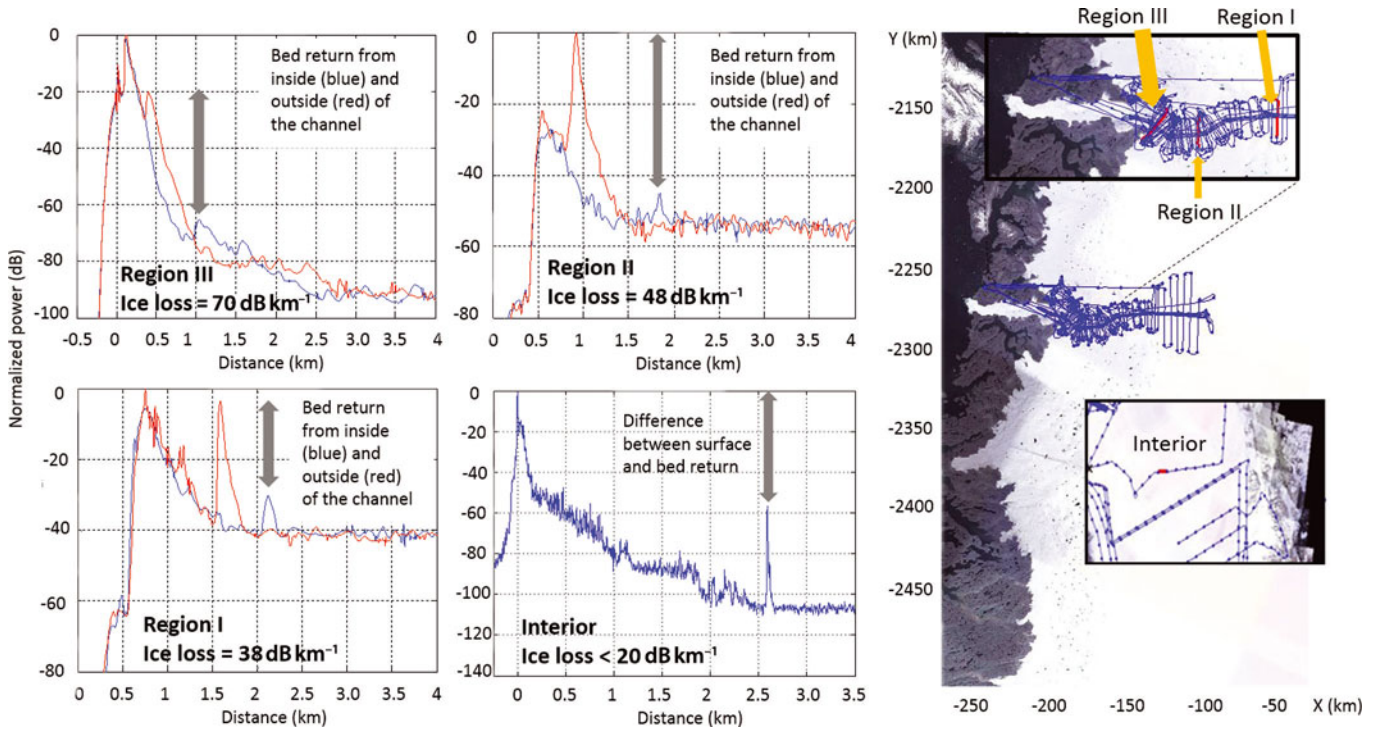 Normalized power (dB)
0
-20
-40
-60
-80
-100
Bed return from
inside (blue) and
outside (red) of
the channel
Region III
Ice loss = 70 dB km⁻¹
-0.5 0 0.5 1.0 1.5 2.0 2.5 3.0 3.5 4
Distance (km)
0
-20
-40
-60
-80
Bed return from
inside (blue) and
outside (red) of
the channel
Region II
Ice loss = 48 dB km⁻¹
0 0.5 1.0 1.5 2.0 2.5 3.0 3.5 4
Distance (km)
0
-20
-40
-60
-80
Bed return
from inside
(blue) and
outside (red)
of the channel
Region I
Ice loss = 38 dB km⁻¹
0 0.5 1.0 1.5 2.0 2.5 3.0 3.5 4
Distance (km)
0
-20
-40
-60
-80
-100
-120
-140
Difference
between surface
and bed return
Interior
Ice loss < 20 dB km⁻¹
0 0.5 1 1.5 2 2.5 3.0 3.5
Distance (km)
Region III
Region I
Y (km)
-2150
-2200
-2250
-2300
-2350
-2400
-2450
Region II
Interior
-250 -200 -150 -100 -50 X (km)